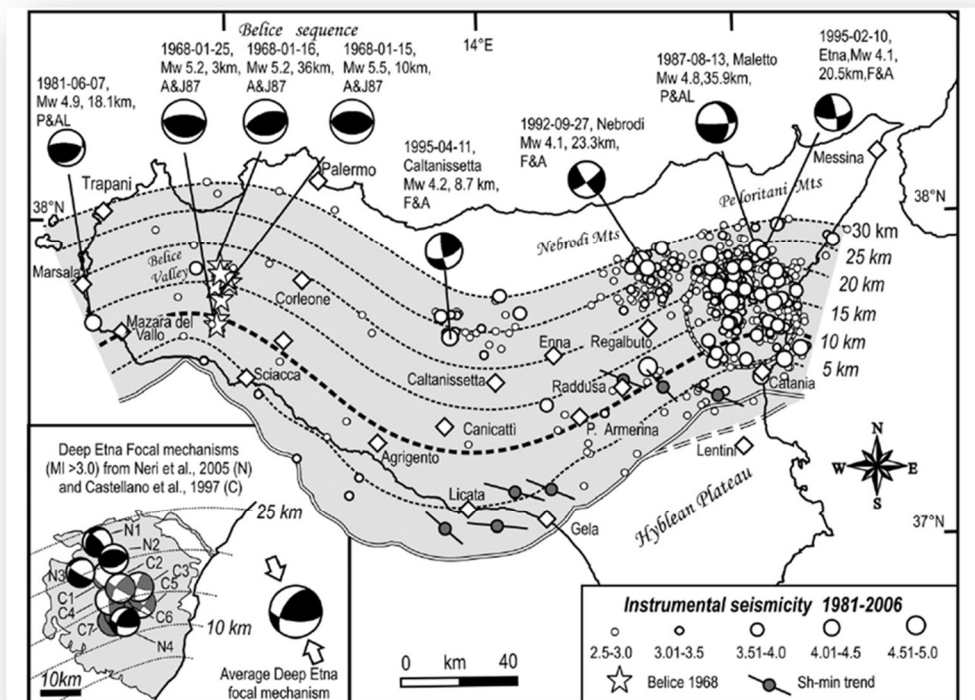 Belice sequence
1968-01-25,
Mw 5.2, 3km,
A&J87
1968-01-16,
Mw 5.2, 36km,
A&J87
1968-01-15,
Mw 5.5, 10km,
A&J87
14°E
1981-06-07,
Mw 4.9, 18.1km,
P&AL
1995-04-11,
Caltanissetta
Mw 4.2, 8.7 km,
F&A
1992-09-27, Nebrodi
Mw 4.1, 23.3km,
F&A
1987-08-13, Maletto
Mw 4.8,35.9km,
P&AL
1995-02-10,
Etna,Mw 4.1,
20.5km,F&A
Messina
Palermo
Trapani
Peloritani Mts
38°N
38°N
Nebrodi Mts
30 km
25 km
20 km
15 km
10 km
5 km
Belice
Valley
Marsala
Corleone
Mazara del
Vallo
Enna
Regalbuto
Sciacca
Caltanissetta
Raddusa
Catania
Canicattì
P. Armerina
Agrigento
Lentini
Licata
Gela
Hyblean Plateau
N
W
E
S
37°N
Deep Etna Focal mechanisms
(Ml >3.0) from Neri et al., 2005 (N)
and Castellano et al., 1997 (C)
25 km
N1
N2
C2
C3
N3
C5
C1
C4
C6
C7
N4
10 km
10km
Average Deep Etna
focal mechanism
0 km 40
Instrumental seismicity 1981-2006
2.5-3.0 3.01-3.5 3.51-4.0 4.01-4.5 4.51-5.0
Belice 1968 Sh-min trend